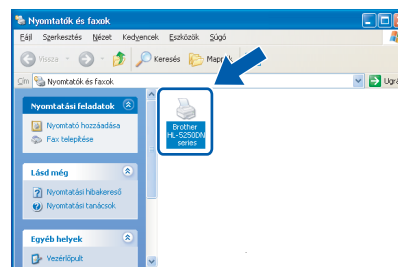 Nyomtatók és faxok
Fájl Szerkesztés Nézet Kedvencek Eszközök Súgó
Vissza Keresés Mappák
Cím Nyomtatók és faxok Ugrás
Nyomtatási feladatok
Nyomtató hozzáadása
Fax telepítése
Brother
HL-5250DN
series
Lásd még
Nyomtatási hibakereső
Nyomtatási tanácsok
Egyéb helyek
Vezérlőpult